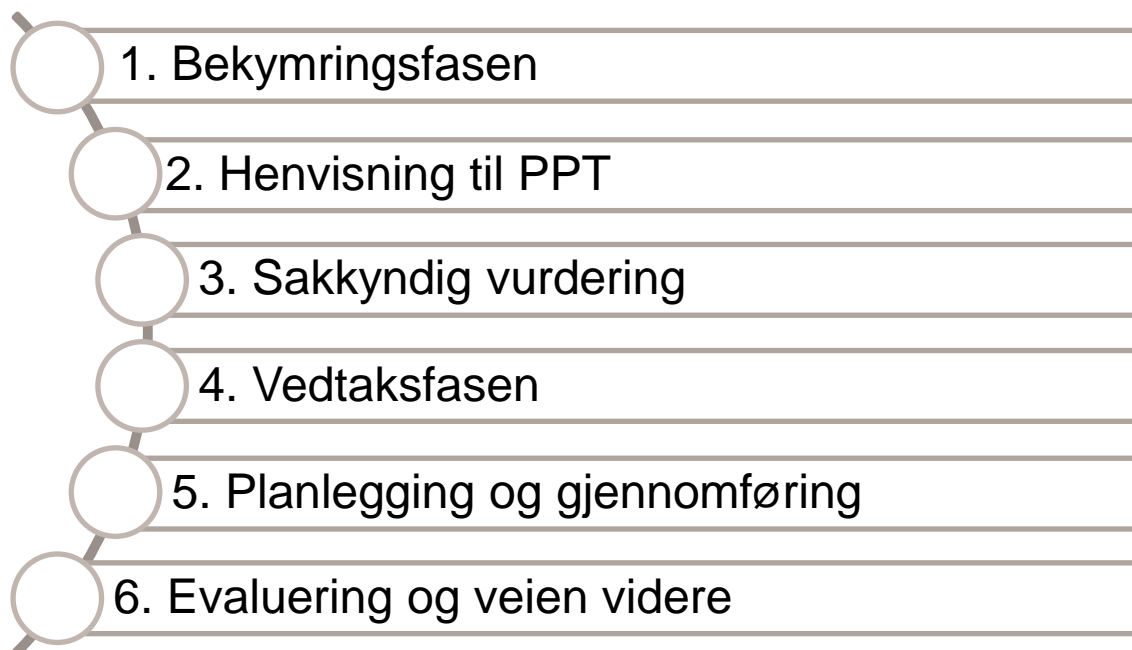 1. Bekymringsfasen
2. Henvisning til PPT
3. Sakkyndig vurdering
4. Vedtaksfasen
5. Planlegging og gjennomføring
6. Evaluering og veien videre